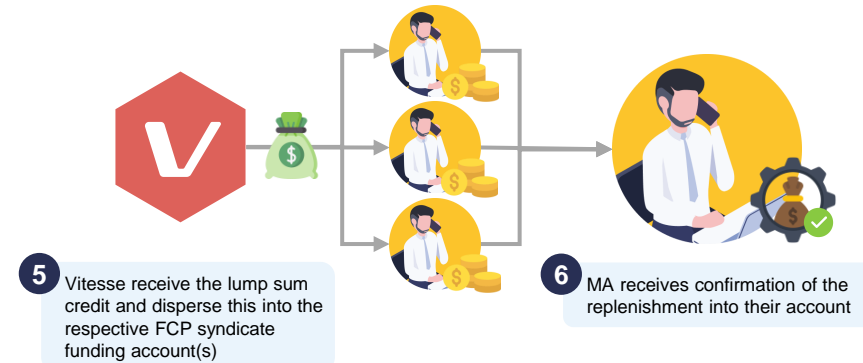 5
Vitesse receive the lump sum
credit and disperse this into the
respective FCP syndicate
funding account(s)
6
MA receives confirmation of the
replenishment into their account